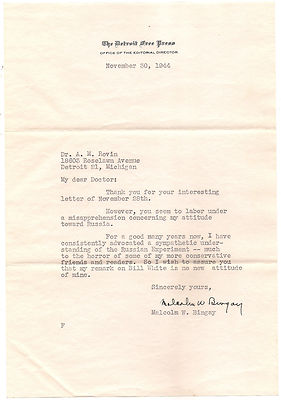 The Detroit Free Press
OFFICE OF THE EDITORIAL DIRECTOR
November 30, 1944
Dr. A. M. Rovin
18603 Roselawn Avenue
Detroit 21, Michigan
My dear Doctor:
Thank you for your interesting
letter of November 28th.
However, you seem to labor under
a misapprehension concerning my attitude
toward Russia.
For a good many years now, I have
consistently advocated a sympathetic under-
standing of the Russian Experiment -- much
to the horror of some of my more conservative
friends and readers. So I wish to assure you
that my remark on Bill White is no new attitude
of mine.
Sincerely yours,
Malcolm W Bingay
Malcolm W. Bingay
F